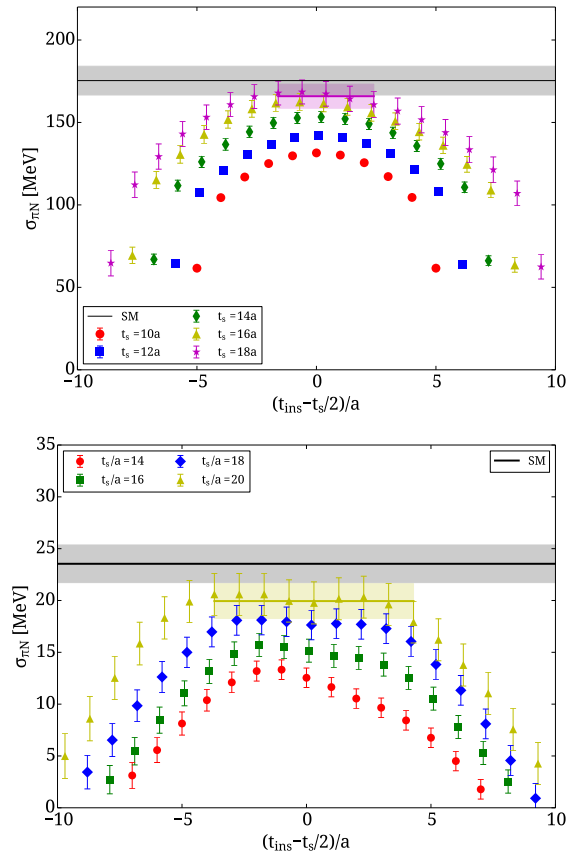 200
150
100
50
0
σπN [MeV]
SM
ts =10a
ts =12a
ts =14a
ts =16a
ts =18a
−10 −5 0 5 10
(tins−ts/2)/a
35
30
25
20
15
10
5
0
σπN [MeV]
ts/a =14
ts/a =16
ts/a =18
ts/a =20
SM
−10 −5 0 5 10
(tins−ts/2)/a